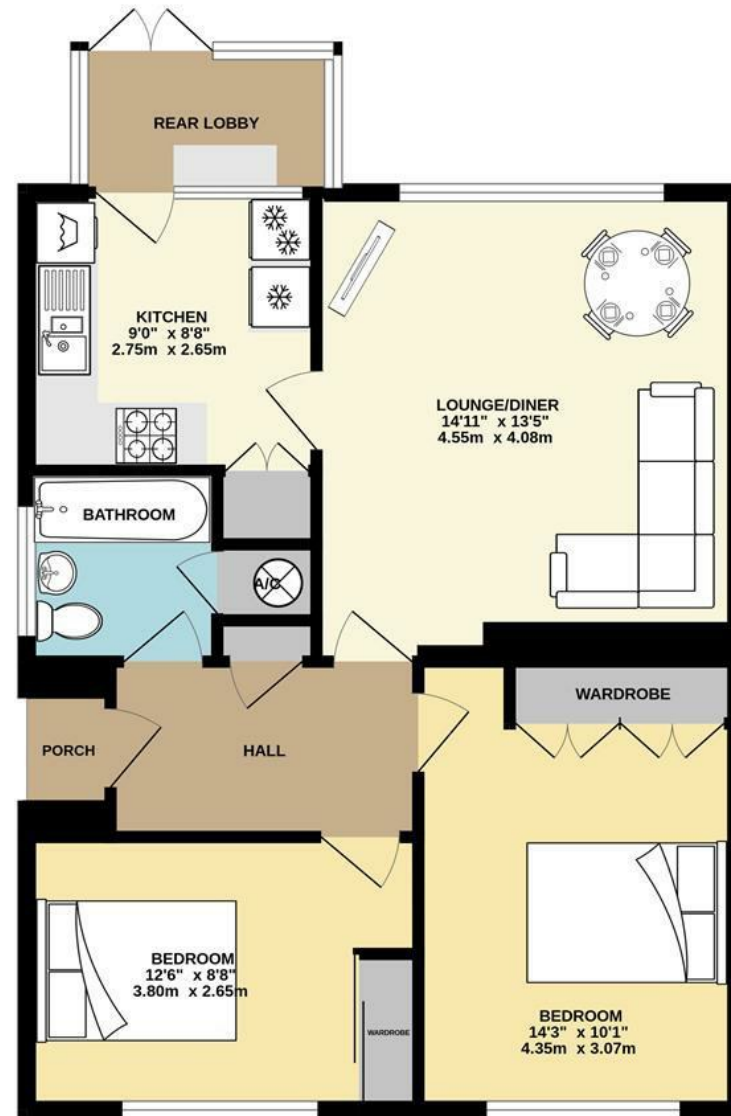 REAR LOBBY
KITCHEN
9'0" x 8'8"
2.75m x 2.65m
LOUNGE/DINER
14'11" x 13'5"
4.55m x 4.08m
BATHROOM
A/C
WARDROBE
PORCH
HALL
BEDROOM
12'6" x 8'8"
3.80m x 2.65m
WARDROBE
BEDROOM
14'3" x 10'1"
4.35m x 3.07m